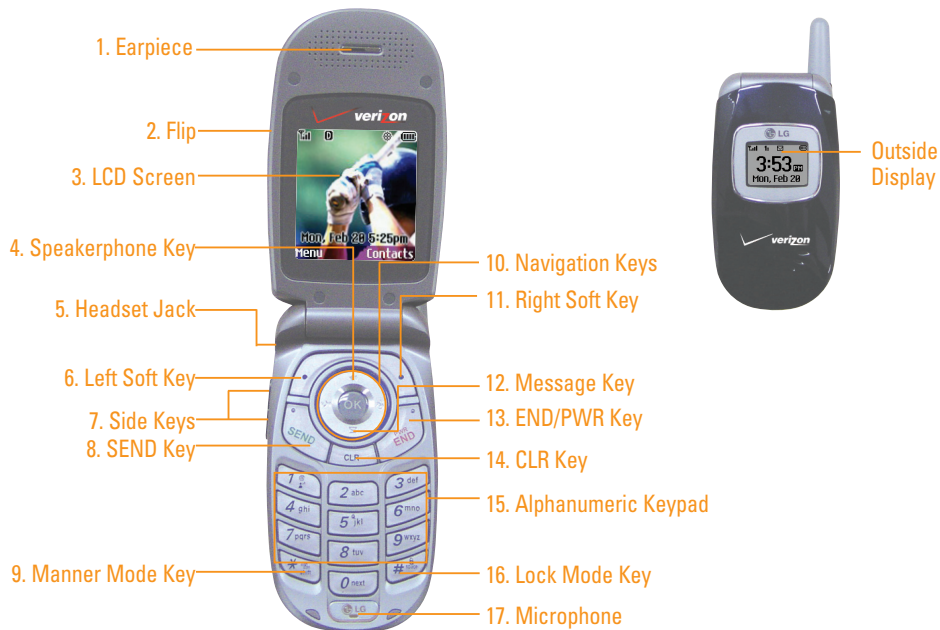 1. Earpiece
2. Flip
3. LCD Screen
4. Speakerphone Key
5. Headset Jack
6. Left Soft Key
7. Side Keys
8. SEND Key
9. Manner Mode Key
verizon
D
Mon, Feb 20 5:25pm
Menu Contacts
OK
SEND
PWR
END
CLR
1
2 abc
3 def
4 ghi
5 jkl
6 mno
7 pqrs
8 tuv
9 wxyz
*
0 next
#
LG
10. Navigation Keys
11. Right Soft Key
12. Message Key
13. END/PWR Key
14. CLR Key
15. Alphanumeric Keypad
16. Lock Mode Key
17. Microphone
LG
3:53 PM
Mon, Feb 20
verizon
Outside
Display